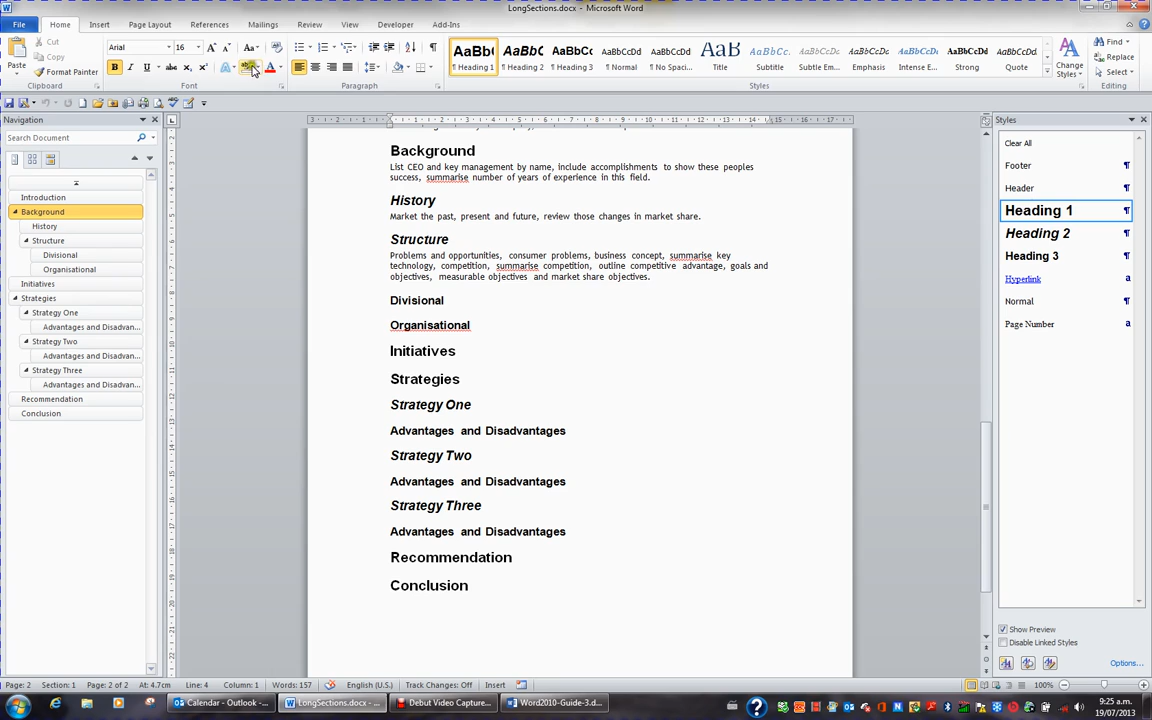 LongSections.docx - Microsoft Word
File Home Insert Page Layout References Mailings Review View Developer Add-Ins
Paste
Cut
Copy
Format Painter
Clipboard
Arial 16
Font
Paragraph
AaBb( AaBb( AaBbC AaBbCcDd AaBbCcDd AaB AaBbCc. AaBbCcDd AaBbCcDd AaBbCcDd AaBbCcDd AaBbCcDd
¶ Heading 1 ¶ Heading 2 ¶ Heading 3 ¶ Normal ¶ No Spaci... Title Subtitle Subtle Em... Emphasis Intense E... Strong Quote
Change Styles
Styles
Find
Replace
Select
Editing
Navigation
Search Document
Introduction
Background
History
Structure
Divisional
Organisational
Initiatives
Strategies
Strategy One
Advantages and Disadvan...
Strategy Two
Advantages and Disadvan...
Strategy Three
Advantages and Disadvan...
Recommendation
Conclusion
Background
List CEO and key management by name, include accomplishments to show these peoples
success, summarise number of years of experience in this field.
History
Market the past, present and future, review those changes in market share.
Structure
Problems and opportunities, consumer problems, business concept, summarise key
technology, competition, summarise competition, outline competitive advantage, goals and
objectives, measurable objectives and market share objectives.
Divisional
Organisational
Initiatives
Strategies
Strategy One
Advantages and Disadvantages
Strategy Two
Advantages and Disadvantages
Strategy Three
Advantages and Disadvantages
Recommendation
Conclusion
Styles
Clear All
Footer ¶
Header ¶
Heading 1 ¶
Heading 2 ¶
Heading 3 ¶
Hyperlink a
Normal ¶
Page Number a
Show Preview
Disable Linked Styles
Options...
Page: 2 Section: 1 Page: 2 of 2 At: 4.7cm Line: 4 Column: 1 Words: 157 English (U.S.) Track Changes: Off Insert 100%
Calendar - Outlook -... LongSections.docx -... Debut Video Capture... Word2010-Guide-3.d...
9:25 a.m.
19/07/2013